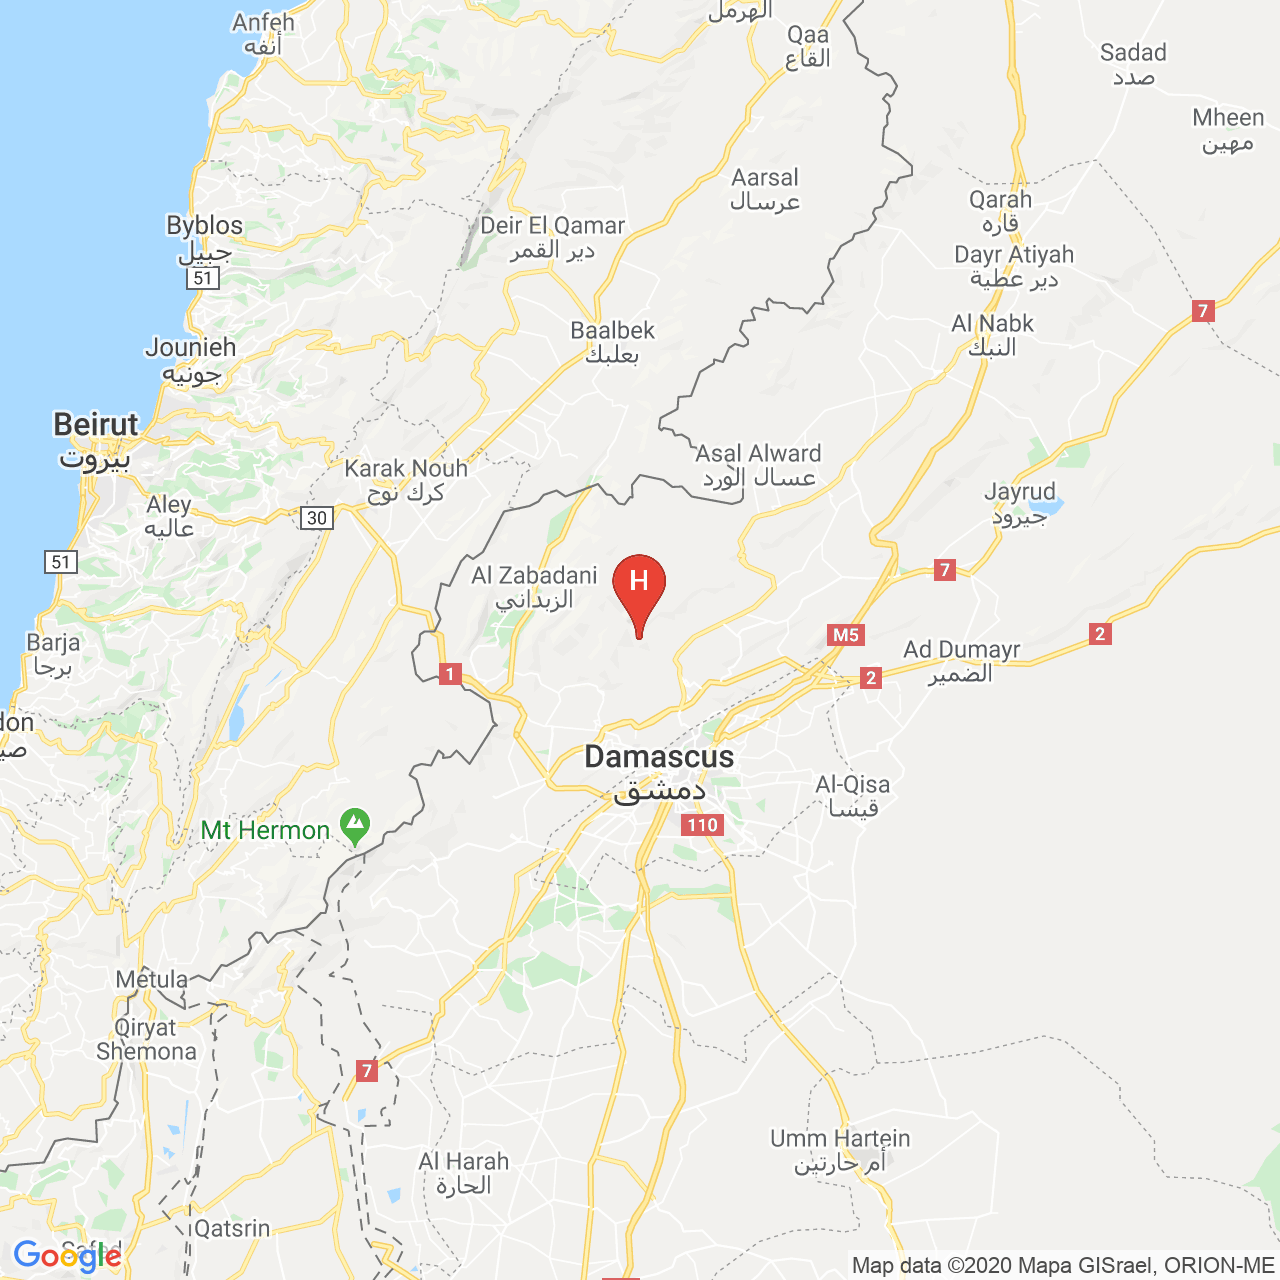 Anfeh
أنفه
الهرمل
Qaa
القاع
Sadad
صدد
Mheen
مهين
Aarsal
عرسال
Qarah
قاره
Byblos
جبيل
51
Deir El Qamar
دير القمر
Dayr Atiyah
دير عطية
7
Al Nabk
النبك
Baalbek
بعلبك
Jounieh
جونيه
Beirut
بيروت
Karak Nouh
كرك نوح
Asal Alward
عسال الورد
Jayrud
جيرود
Aley
عاليه
30
51
Al Zabadani
الزبداني
H
7
Barja
برجا
M5
2
Ad Dumayr
الضمير
1
2
don
صي
Damascus
دمشق
Al-Qisa
قيسا
Mt Hermon
110
Metula
Qiryat
Shemona
7
Umm Hartein
أم حارتين
Al Harah
الحارة
Qatsrin
Safed
Google
Map data ©2020 Mapa GISrael, ORION-ME